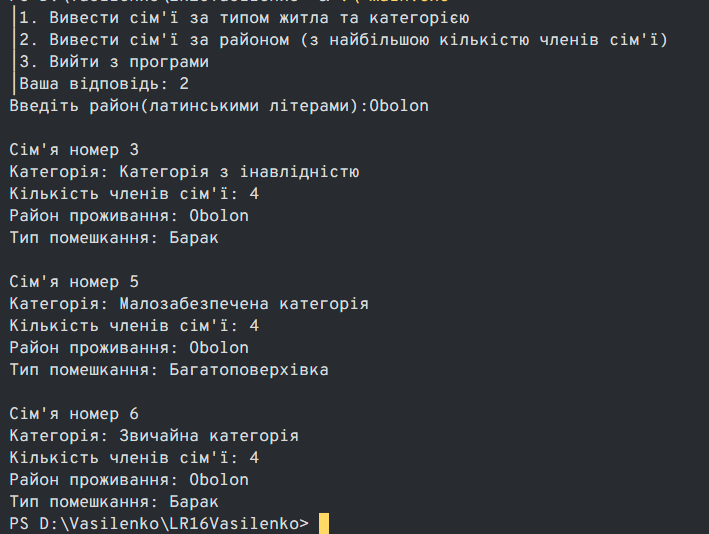 |1. Вивести сім'ї за типом житла та категорією
|2. Вивести сім'ї за районом (з найбільшою кількістю членів сім'ї)
|3. Вийти з програми
|Ваша відповідь: 2
Введіть район(латинськими літерами):Obolon
Сім'я номер 3
Категорія: Категорія з інавлідністю
Кількість членів сім'ї: 4
Район проживання: Obolon
Тип помешкання: Барак
Сім'я номер 5
Категорія: Малозабезпечена категорія
Кількість членів сім'ї: 4
Район проживання: Obolon
Тип помешкання: Багатоповерхівка
Сім'я номер 6
Категорія: Звичайна категорія
Кількість членів сім'ї: 4
Район проживання: Obolon
Тип помешкання: Барак
PS D:\Vasilenko\LR16Vasilenko>